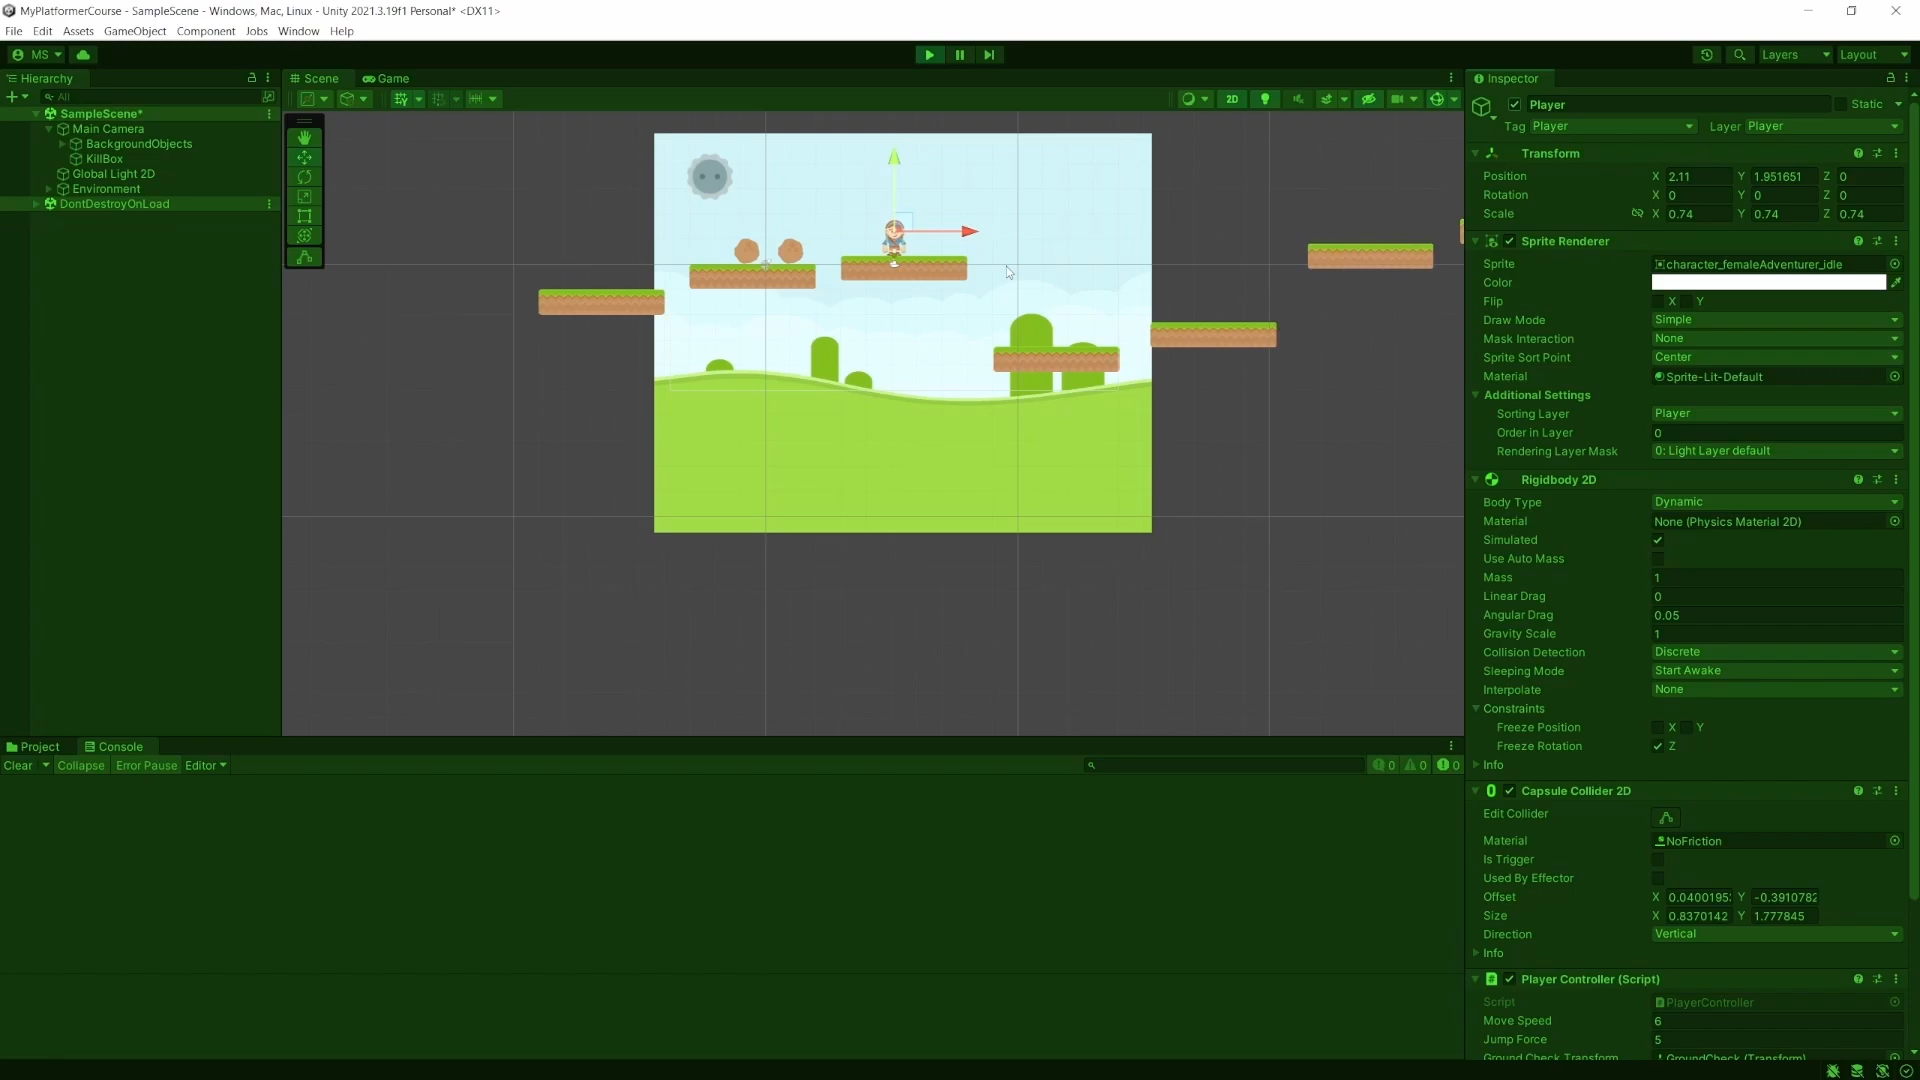 MyPlatformerCourse - SampleScene - Windows, Mac, Linux - Unity 2021.3.19f1 Personal* <DX11>
File Edit Assets GameObject Component Jobs Window Help
MS Layers Layout
Hierarchy
All
SampleScene*
Main Camera
BackgroundObjects
KillBox
Global Light 2D
Environment
DontDestroyOnLoad
Scene Game
2D
Inspector
Player Static
Tag Player Layer Player
Transform
Position X 2.11 Y 1.951651 Z 0
Rotation X 0 Y 0 Z 0
Scale X 0.74 Y 0.74 Z 0.74
Sprite Renderer
Sprite character_femaleAdventurer_idle
Color
Flip X Y
Draw Mode Simple
Mask Interaction None
Sprite Sort Point Center
Material Sprite-Lit-Default
Additional Settings
Sorting Layer Player
Order in Layer 0
Rendering Layer Mask 0: Light Layer default
Rigidbody 2D
Body Type Dynamic
Material None (Physics Material 2D)
Simulated
Use Auto Mass
Mass 1
Linear Drag 0
Angular Drag 0.05
Gravity Scale 1
Collision Detection Discrete
Sleeping Mode Start Awake
Interpolate None
Constraints
Freeze Position X Y
Freeze Rotation Z
Info
Capsule Collider 2D
Edit Collider
Material NoFriction
Is Trigger
Used By Effector
Offset X 0.0400195 Y -0.3910782
Size X 0.8370142 Y 1.777845
Direction Vertical
Info
Player Controller (Script)
Script PlayerController
Move Speed 6
Jump Force 5
Ground Check Transform GroundCheck (Transform)
Project Console
Clear Collapse Error Pause Editor 0 0 0